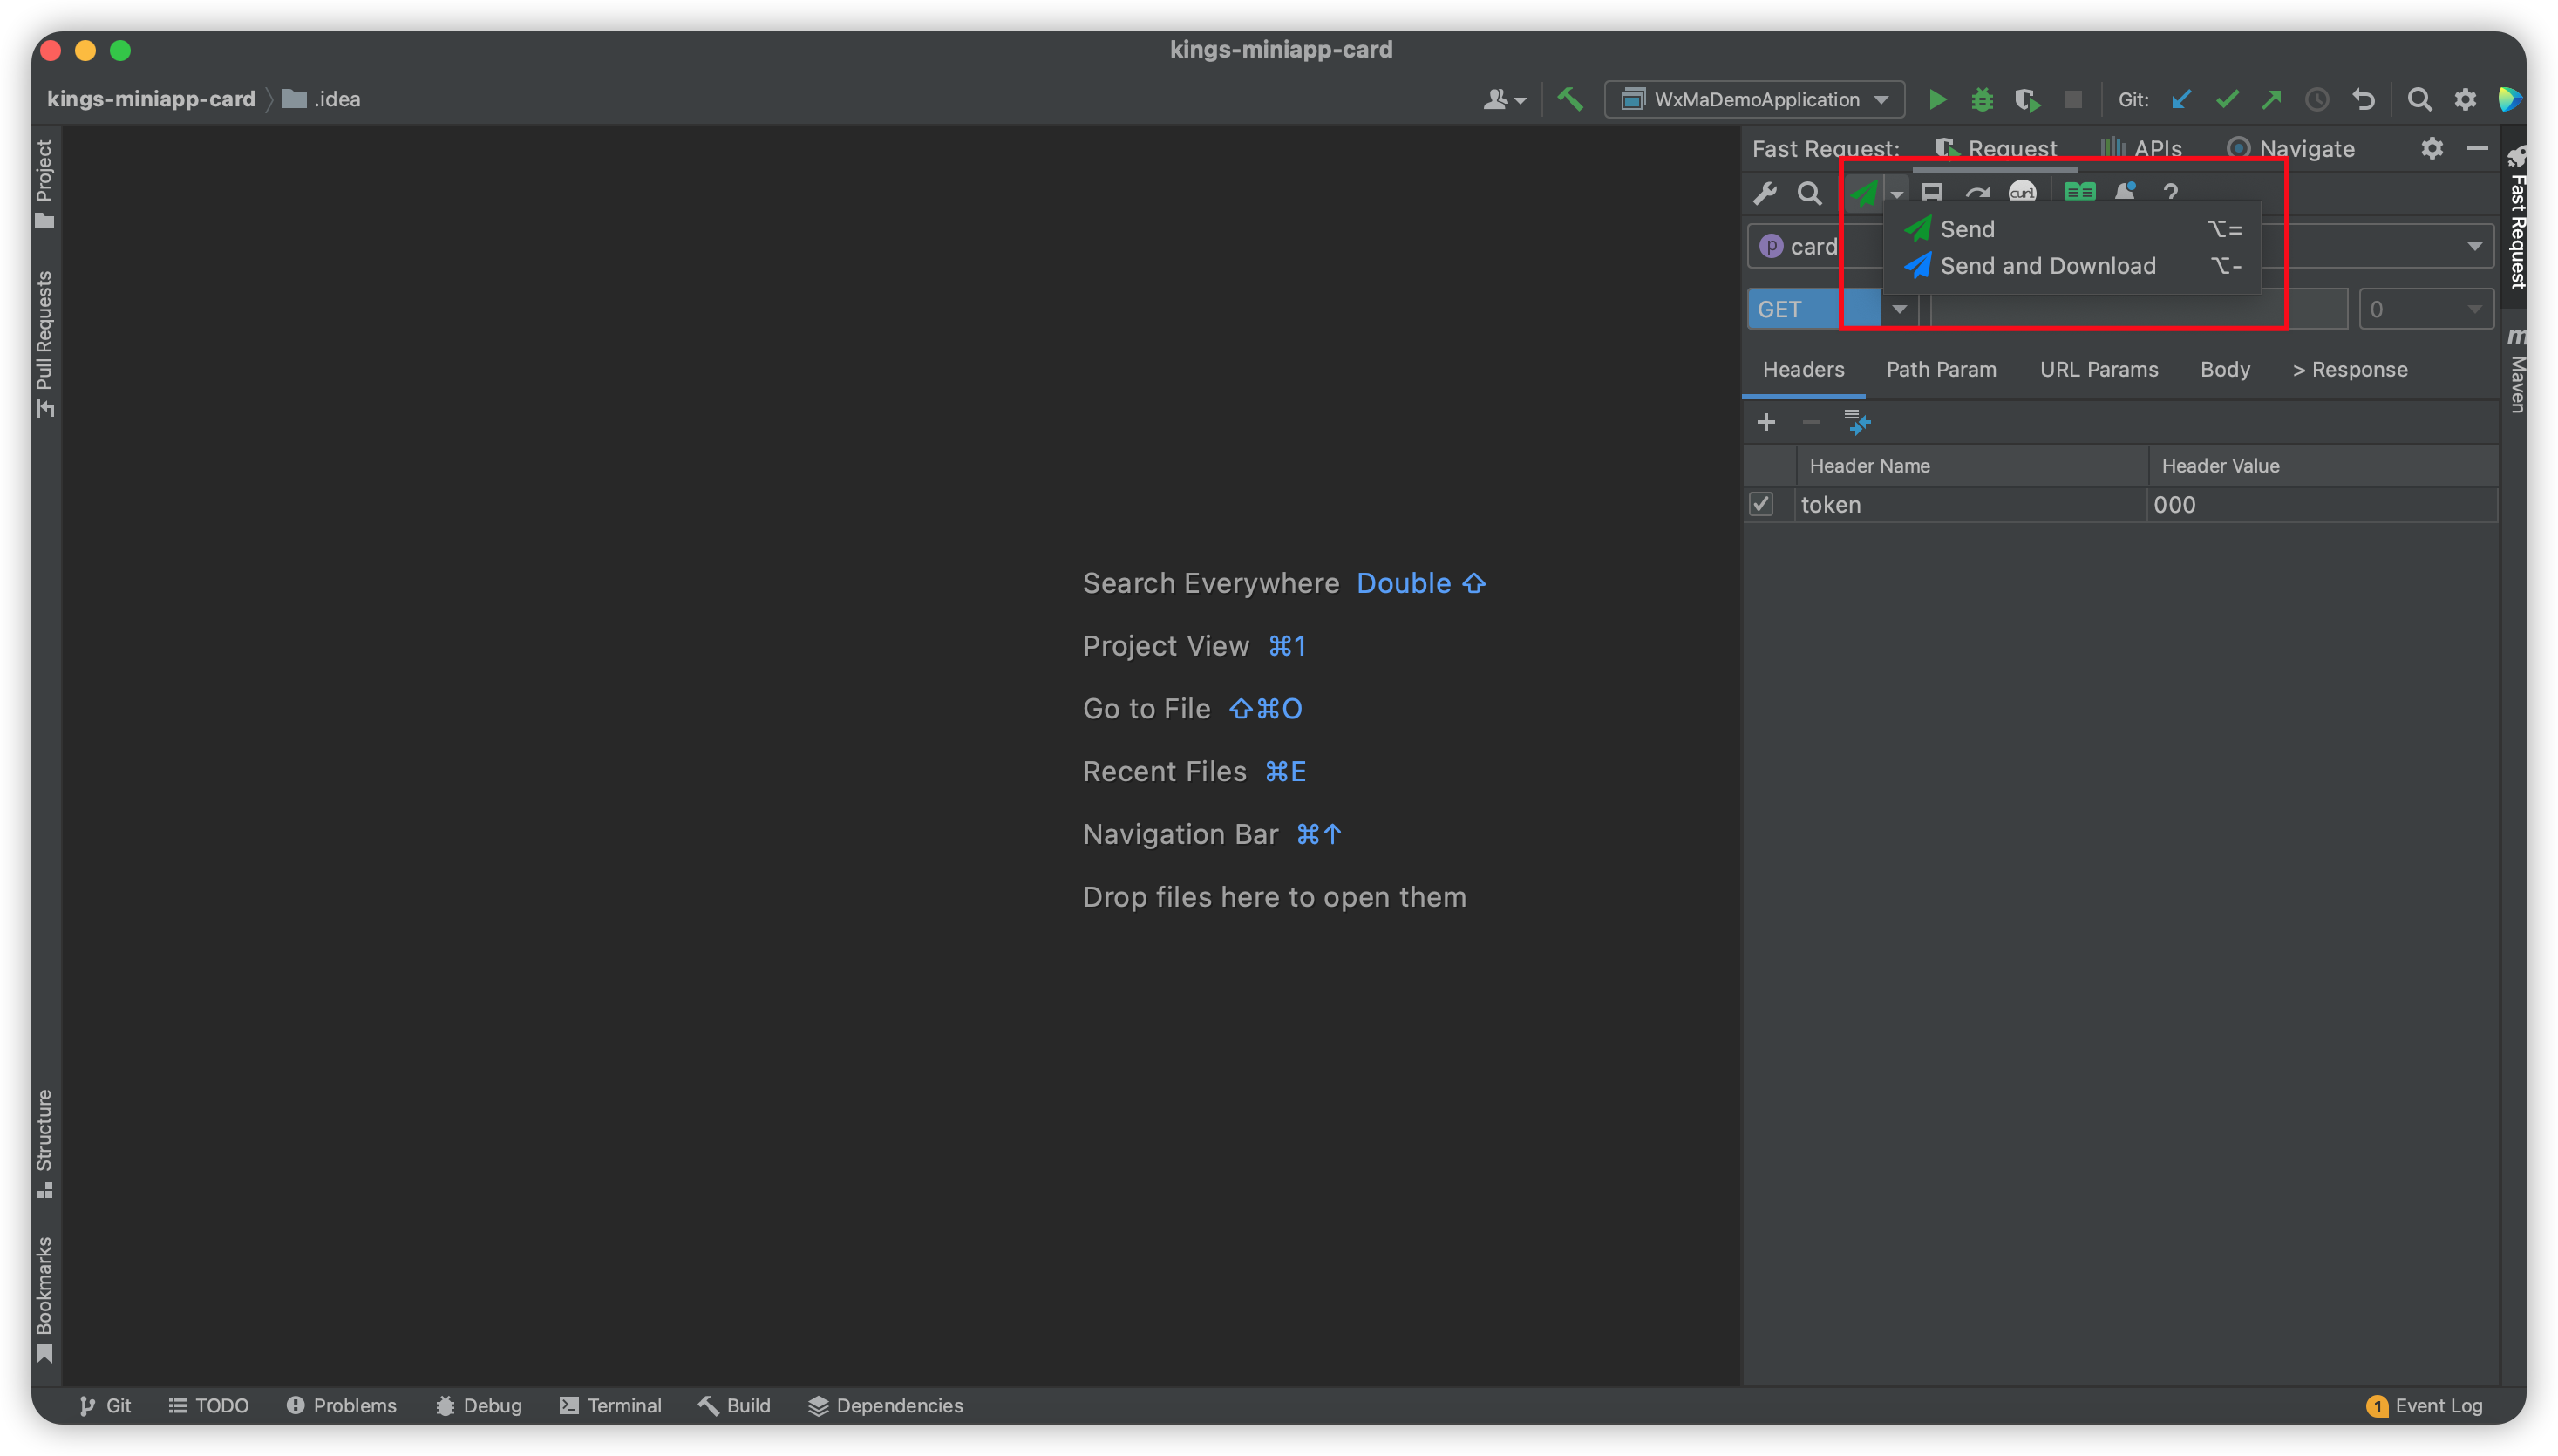 kings-miniapp-card
kings-miniapp-card
.idea
WxMaDemoApplication
Git:
Project
Pull Requests
Structure
Bookmarks
Search Everywhere Double ⇧
Project View ⌘1
Go to File ⇧⌘O
Recent Files ⌘E
Navigation Bar ⌘↑
Drop files here to open them
Fast Request:
Request
APIs
Navigate
curl
?
Send ⌥=
Send and Download ⌥-
p card
GET
0
Headers
Path Param
URL Params
Body
> Response
Header Name
Header Value
token
000
Fast Request
m Maven
Git
TODO
Problems
Debug
Terminal
Build
Dependencies
1 Event Log